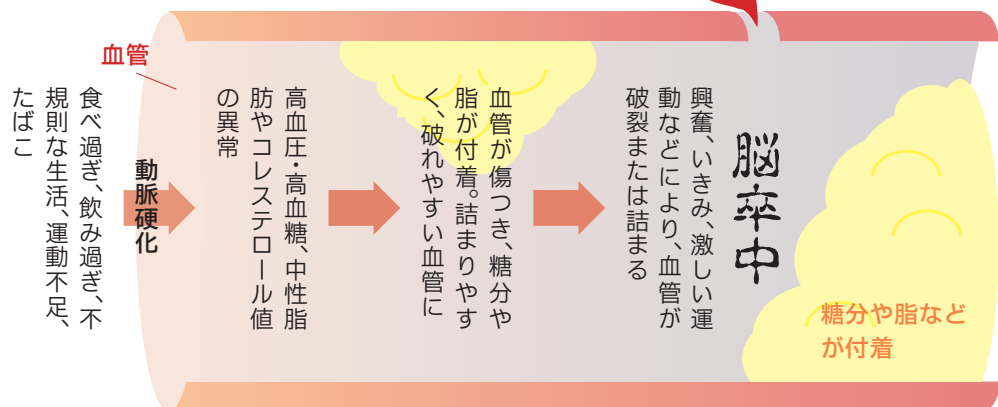 血管
食べ過ぎ、飲み過ぎ、不
規則な生活、運動不足、
たばこ
動脈硬化
高血圧・高血糖、中性脂
肪やコレステロール値
の異常
血管が傷つき、糖分や
脂が付着。詰まりやす
く、破れやすい血管に
興奮、いきみ、激しい運
動などにより、血管が
破裂または詰まる
脳卒中
糖分や脂など
が付着